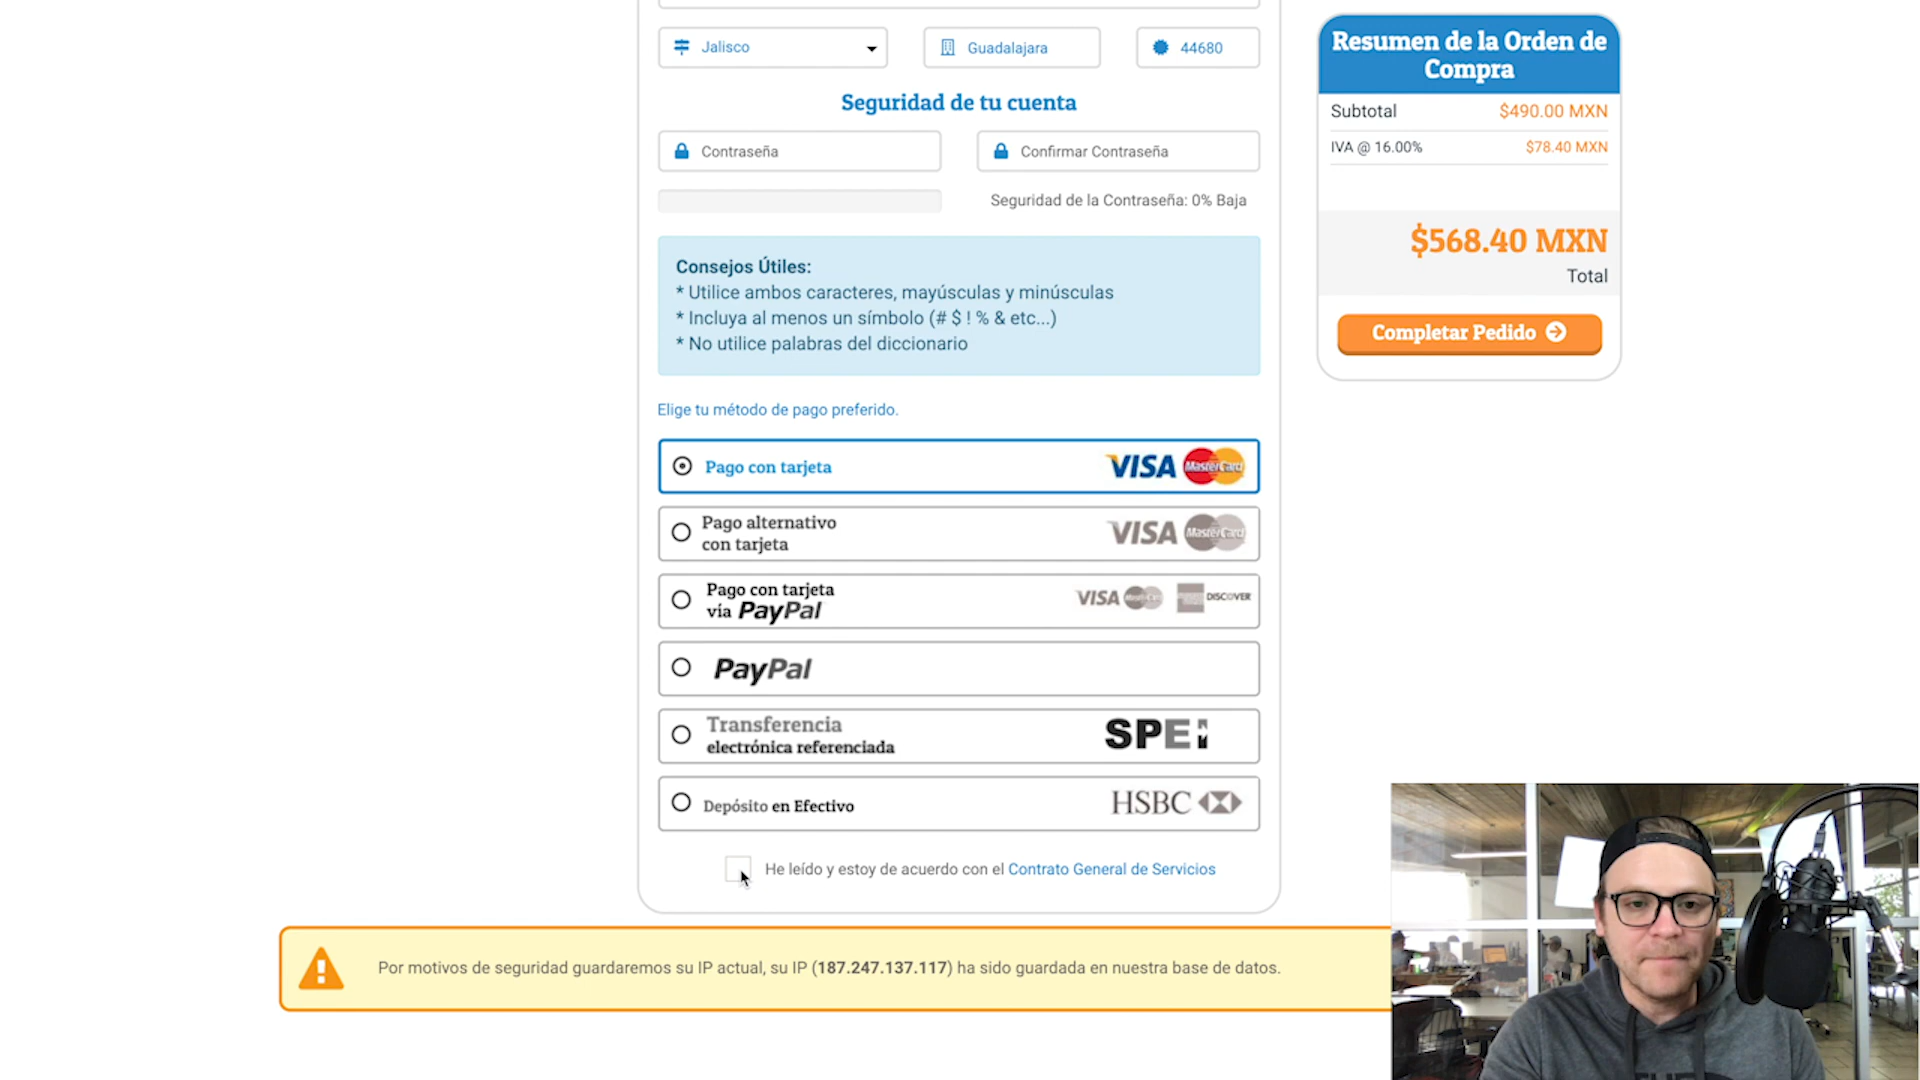 Jalisco
Guadalajara
44680
Seguridad de tu cuenta
Contraseña
Confirmar Contraseña
Seguridad de la Contraseña: 0% Baja
Consejos Útiles:
* Utilice ambos caracteres, mayúsculas y minúsculas
* Incluya al menos un símbolo (# $ ! % & etc...)
* No utilice palabras del diccionario
Elige tu método de pago preferido.
Pago con tarjeta
VISA MasterCard
Pago alternativo
con tarjeta
VISA MasterCard
Pago con tarjeta
vía PayPal
VISA MasterCard DISCOVER
PayPal
Transferencia
electrónica referenciada
SPEI
Depósito en Efectivo
HSBC
He leído y estoy de acuerdo con el Contrato General de Servicios
Por motivos de seguridad guardaremos su IP actual, su IP (187.247.137.117) ha sido guardada en nuestra base de datos.
Resumen de la Orden de
Compra
Subtotal $490.00 MXN
IVA @ 16.00% $78.40 MXN
$568.40 MXN
Total
Completar Pedido